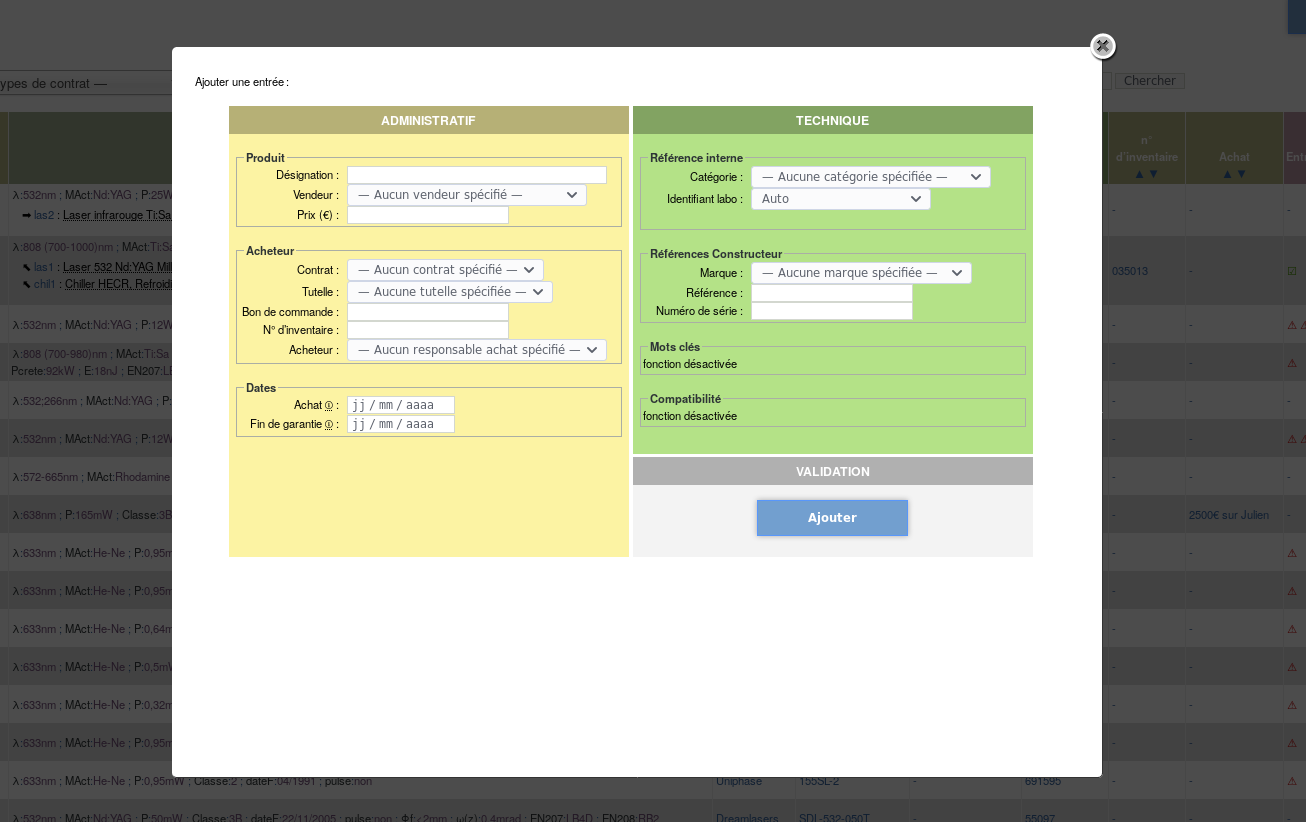 ypes de contrat —
Chercher
Ajouter une entrée :
ADMINISTRATIF
Produit
Désignation :
Vendeur : — Aucun vendeur spécifié —
Prix (€) :
Acheteur
Contrat : — Aucun contrat spécifié —
Tutelle : — Aucune tutelle spécifiée —
Bon de commande :
N° d'inventaire :
Acheteur : — Aucun responsable achat spécifié —
Dates
Achat ⓘ : jj / mm / aaaa
Fin de garantie ⓘ : jj / mm / aaaa
TECHNIQUE
Référence interne
Catégorie : — Aucune catégorie spécifiée —
Identifiant labo : Auto
Références Constructeur
Marque : — Aucune marque spécifiée —
Référence :
Numéro de série :
Mots clés
fonction désactivée
Compatibilité
fonction désactivée
VALIDATION
Ajouter
n°
d'inventaire
Achat
▲ ▼
▲ ▼
λ:532nm ; MAct:Nd:YAG ; P:25W
➡ las2 : Laser infrarouge Ti:Sa
λ:808 (700-1000)nm ; MAct:Ti:Sa
⬉ las1 : Laser 532 Nd:YAG Mill
⬉ chil1 : Chiller HECR, Refroidi
035013
λ:532nm ; MAct:Nd:YAG ; P:12W
λ:808 (700-980)nm ; MAct:Ti:Sa
Pcrete:92kW ; E:18nJ ; EN207:L
λ:532;266nm ; MAct:Nd:YAG ; P:
λ:532nm ; MAct:Nd:YAG ; P:12W
λ:572-665nm ; MAct:Rhodamine
λ:638nm ; P:165mW ; Classe:3B
2500€ sur Julien
λ:633nm ; MAct:He-Ne ; P:0,95m
λ:633nm ; MAct:He-Ne ; P:0,95m
λ:633nm ; MAct:He-Ne ; P:0,64m
λ:633nm ; MAct:He-Ne ; P:0,5mW
λ:633nm ; MAct:He-Ne ; P:0,32m
λ:633nm ; MAct:He-Ne ; P:0,95m
λ:633nm ; MAct:He-Ne ; P:0,95mW ; Classe:2 ; dateF:04/1991 ; pulse:non Uniphase 155SL-2 - 691595 - -
λ:532nm ; MAct:Nd:YAG ; P:50mW ; Classe:3B ; dateF:22/11/2005 ; pulse:non ; Φf:<2mm ; ω(z):0,4mrad ; EN207:LB4D ; EN208:RB2 Dreamlasers SDL-532-050T 55097